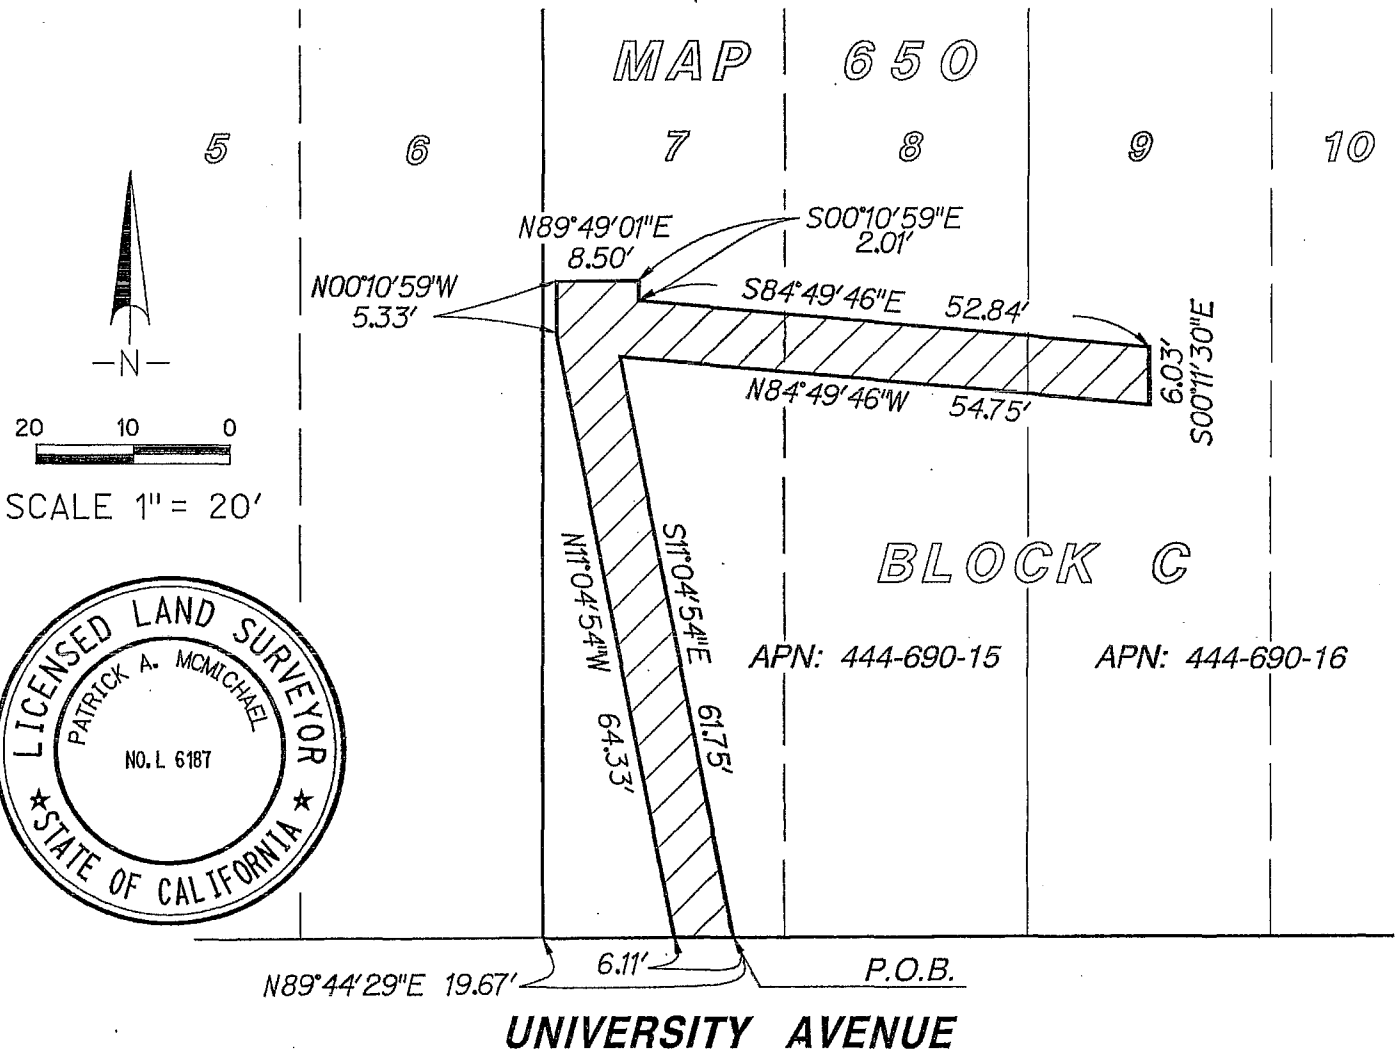 MAP 650
5 6 7 8 9 10
N89°49'01"E
8.50'
S00°10'59"E
2.01'
N00°10'59"W
5.33'
S84°49'46"E 52.84'
6.03'
S00°11'30"E
N84°49'46"W 54.75'
—N—
20 10 0
SCALE 1" = 20'
N11°04'54"W 64.33'
S11°04'54"E 61.75'
BLOCK C
APN: 444-690-15
APN: 444-690-16
LICENSED LAND SURVEYOR
PATRICK A. MCMICHAEL
NO. L 6187
★ STATE OF CALIFORNIA ★
6.11'
P.O.B.
N89°44'29"E 19.67'
UNIVERSITY AVENUE